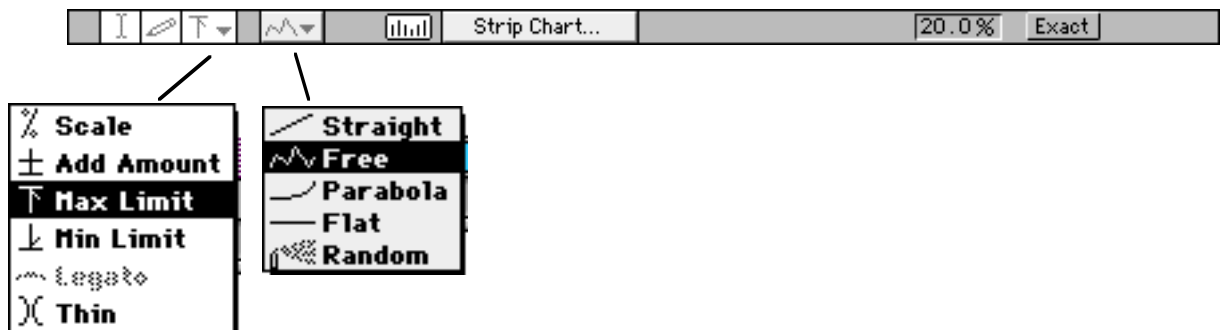 Strip Chart...
20.0%
Exact
Scale
Add Amount
Max Limit
Min Limit
Legato
Thin
Straight
Free
Parabola
Flat
Random